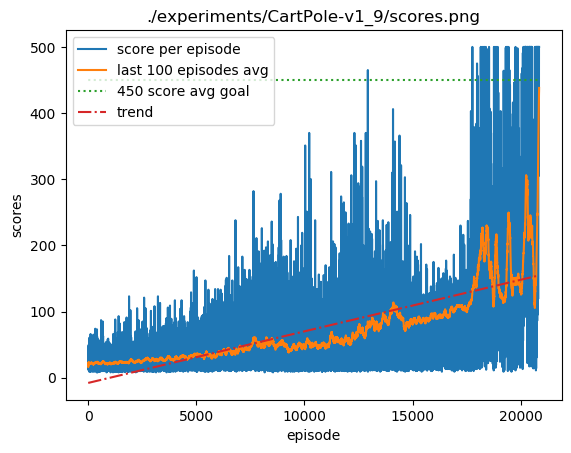 ./experiments/CartPole-v1_9/scores.png
500
400
300
200
100
0
scores
score per episode
last 100 episodes avg
450 score avg goal
trend
0
5000
10000
15000
20000
episode